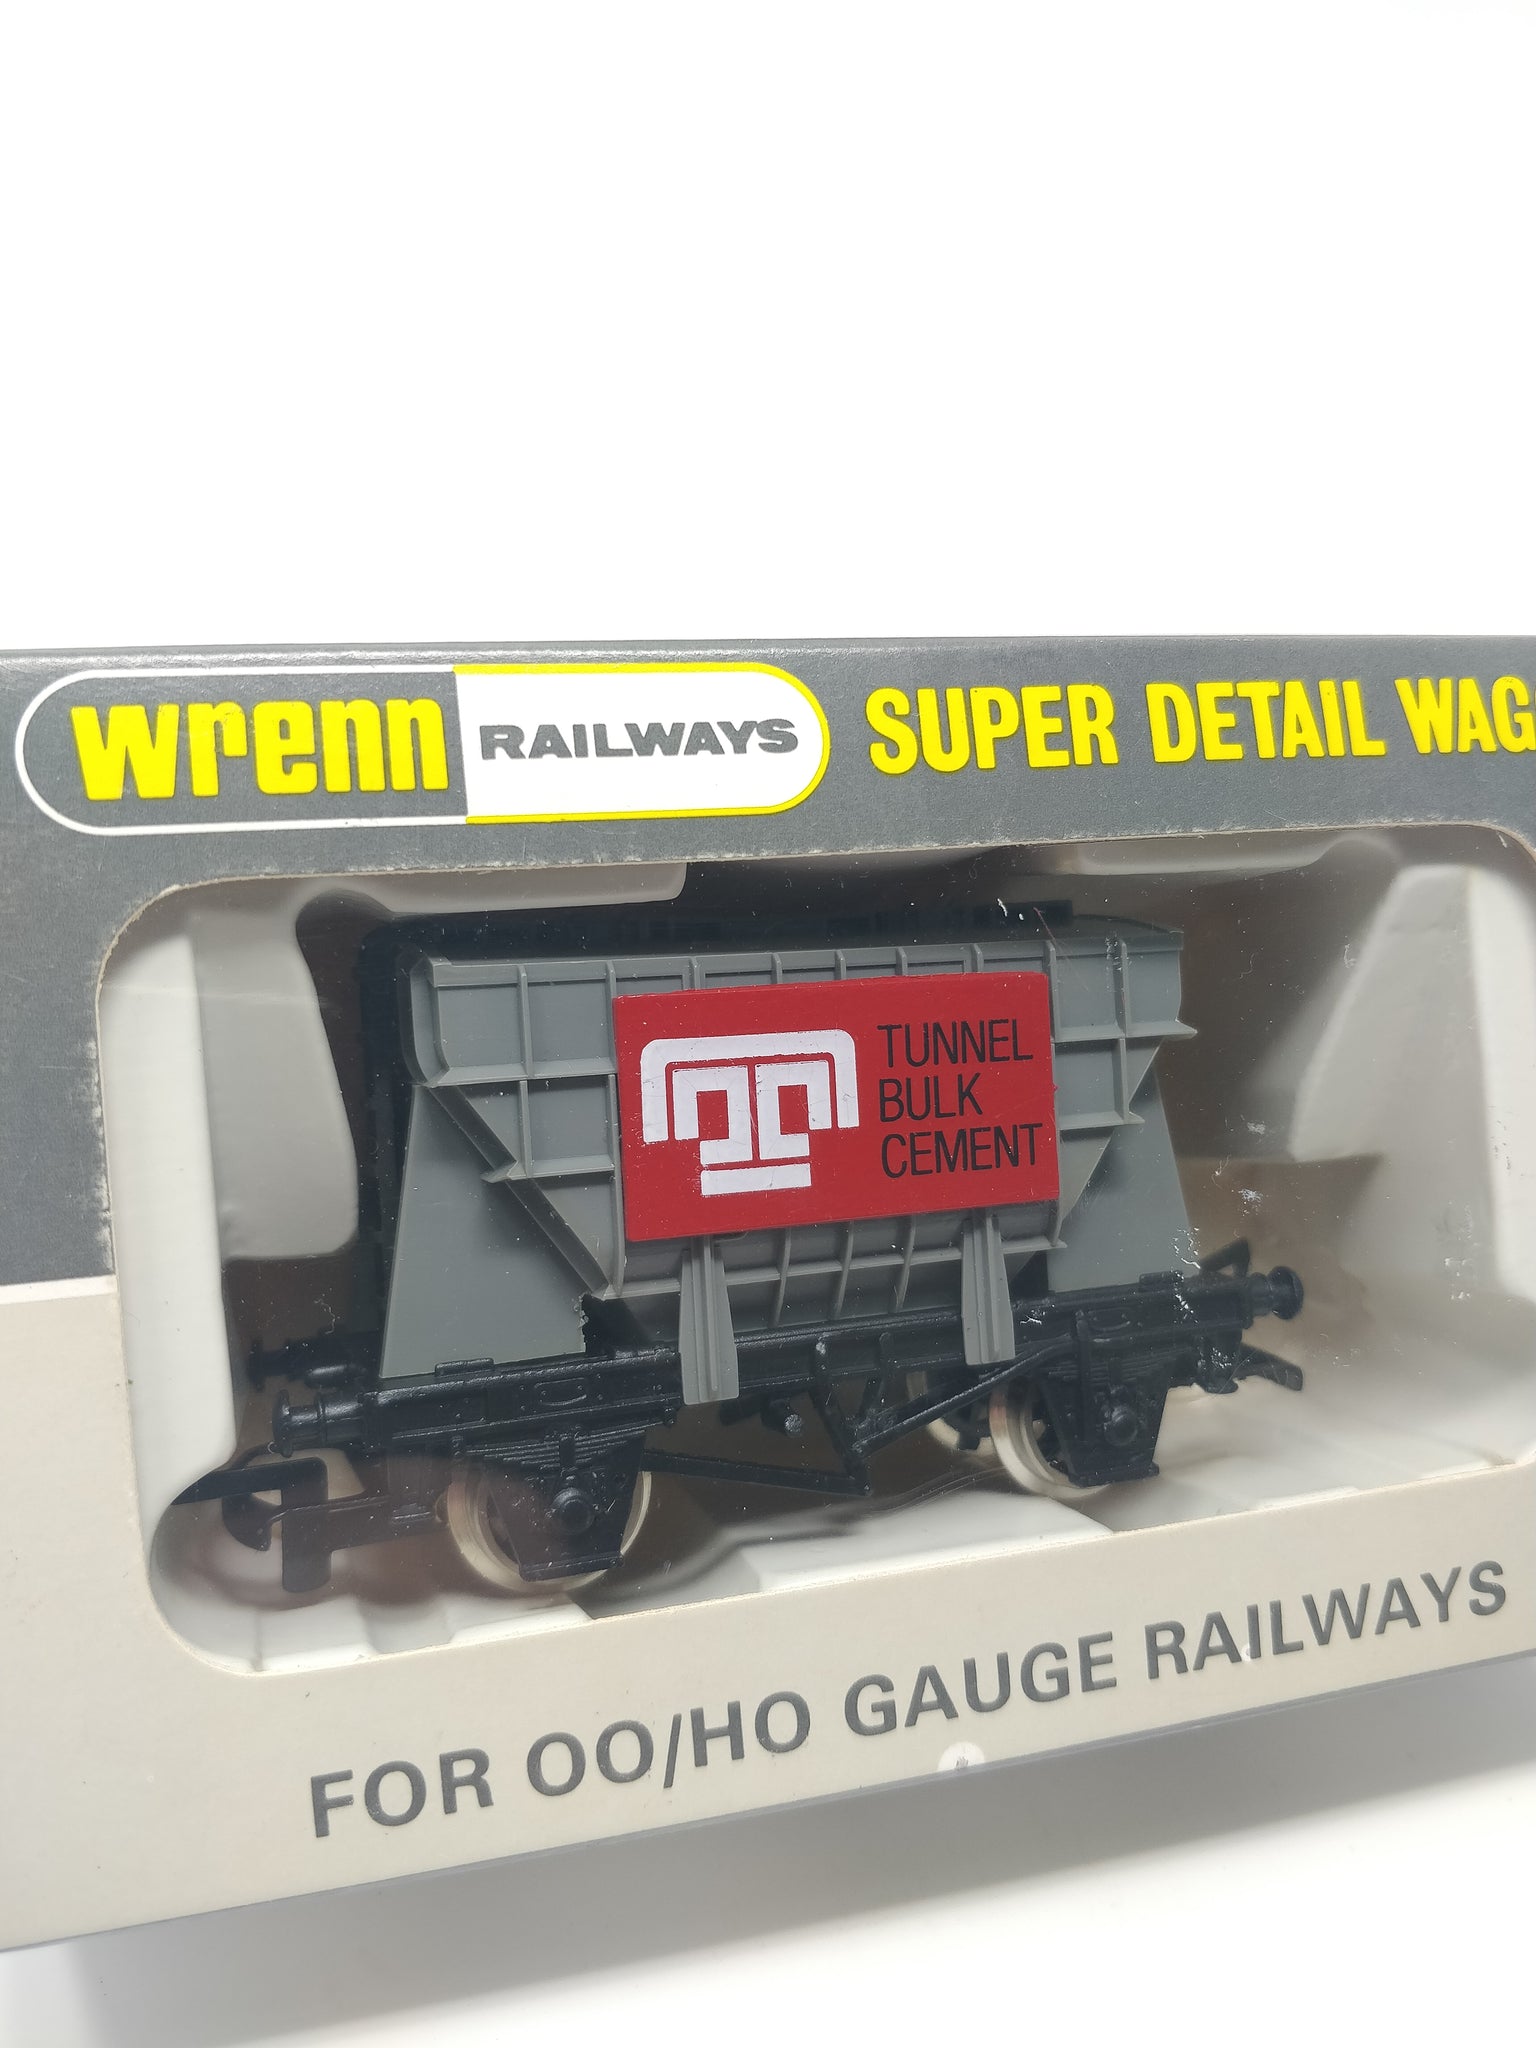 wrenn RAILWAYS SUPER DETAIL WAG
TUNNEL
BULK
CEMENT
FOR OO/HO GAUGE RAILWAYS